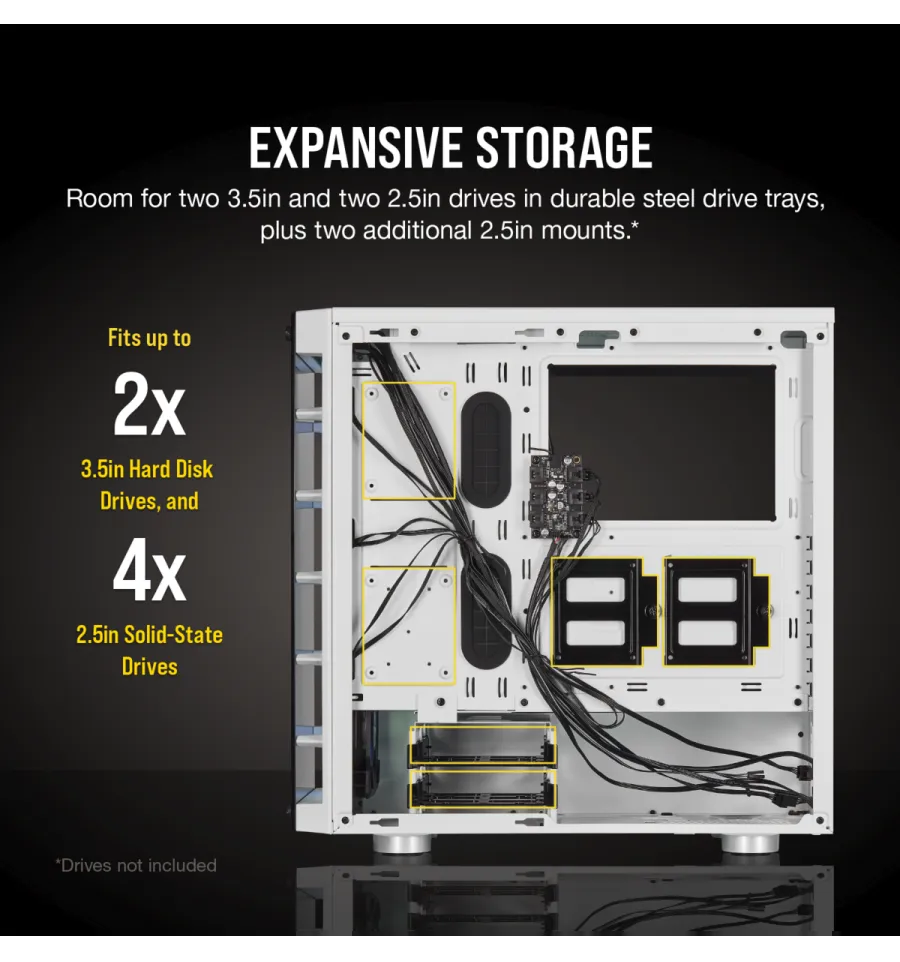 EXPANSIVE STORAGE
Room for two 3.5in and two 2.5in drives in durable steel drive trays,
plus two additional 2.5in mounts.*
Fits up to
2x
3.5in Hard Disk
Drives, and
4x
2.5in Solid-State
Drives
*Drives not included